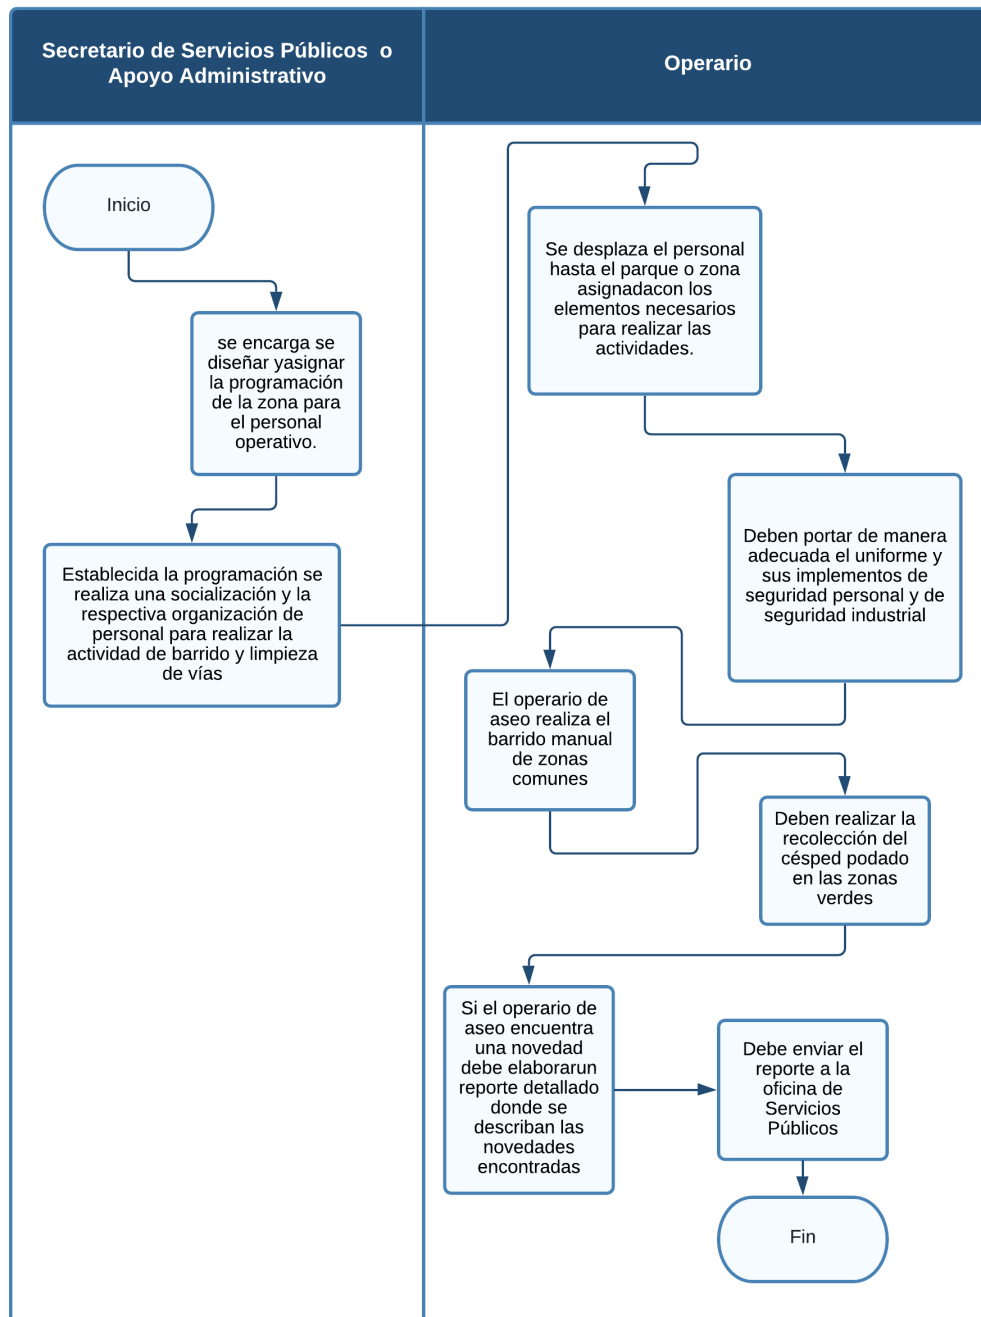 Secretario de Servicios Públicos  o
Apoyo Administrativo
Operario
Inicio
se encarga se
diseñar yasignar
la programación
de la zona para
el personal
operativo.
Establecida la programación se
realiza una socialización y la
respectiva organización de
personal para realizar la
actividad de barrido y limpieza
de vías
Se desplaza el personal
hasta el parque o zona
asignadacon los
elementos necesarios
para realizar las
actividades.
Deben portar de manera
adecuada el uniforme y
sus implementos de
seguridad personal y de
seguridad industrial
El operario de
aseo realiza el
barrido manual
de zonas
comunes
Deben realizar la
recolección del
césped podado
en las zonas
verdes
Si el operario de
aseo encuentra
una novedad
debe elaborarun
reporte detallado
donde se
describan las
novedades
encontradas
Debe enviar el
reporte a la
oficina de
Servicios
Públicos
Fin